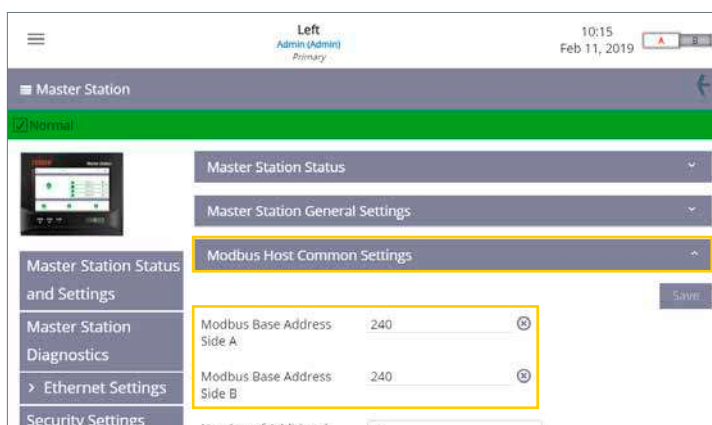 Left
Admin (Admin)
Primary
10:15
Feb 11, 2019
A
B
Master Station
Normal
Master Station Status
Master Station General Settings
Modbus Host Common Settings
Save
Master Station Status
and Settings
Master Station
Diagnostics
> Ethernet Settings
Security Settings
Modbus Base Address
Side A
240
Modbus Base Address
Side B
240